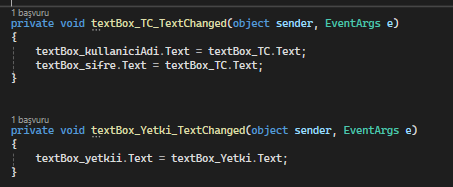 1 başvuru
private void textBox_TC_TextChanged(object sender, EventArgs e)
{
textBox_kullaniciAdi.Text = textBox_TC.Text;
textBox_sifre.Text = textBox_TC.Text;
}
1 başvuru
private void textBox_Yetki_TextChanged(object sender, EventArgs e)
{
textBox_yetkii.Text = textBox_Yetki.Text;
}